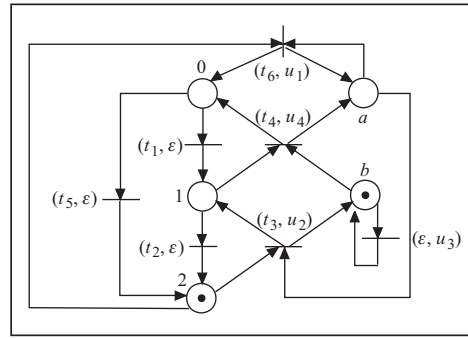 0
(t6, u1)
a
(t4, u4)
(t1, ε)
b
(t5, ε)
1
(t3, u2)
(t2, ε)
(ε, u3)
2